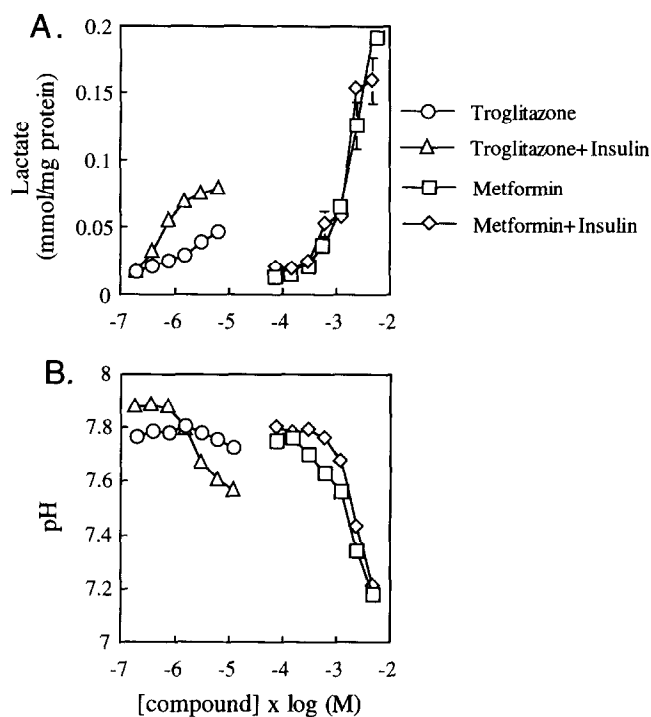 A.
Lactate
(mmol/mg protein)
0.2
0.15
0.1
0.05
0
-7 -6 -5 -4 -3 -2
Troglitazone
Troglitazone+Insulin
Metformin
Metformin+Insulin
B.
pH
8
7.8
7.6
7.4
7.2
7
-7 -6 -5 -4 -3 -2
[compound] x log (M)